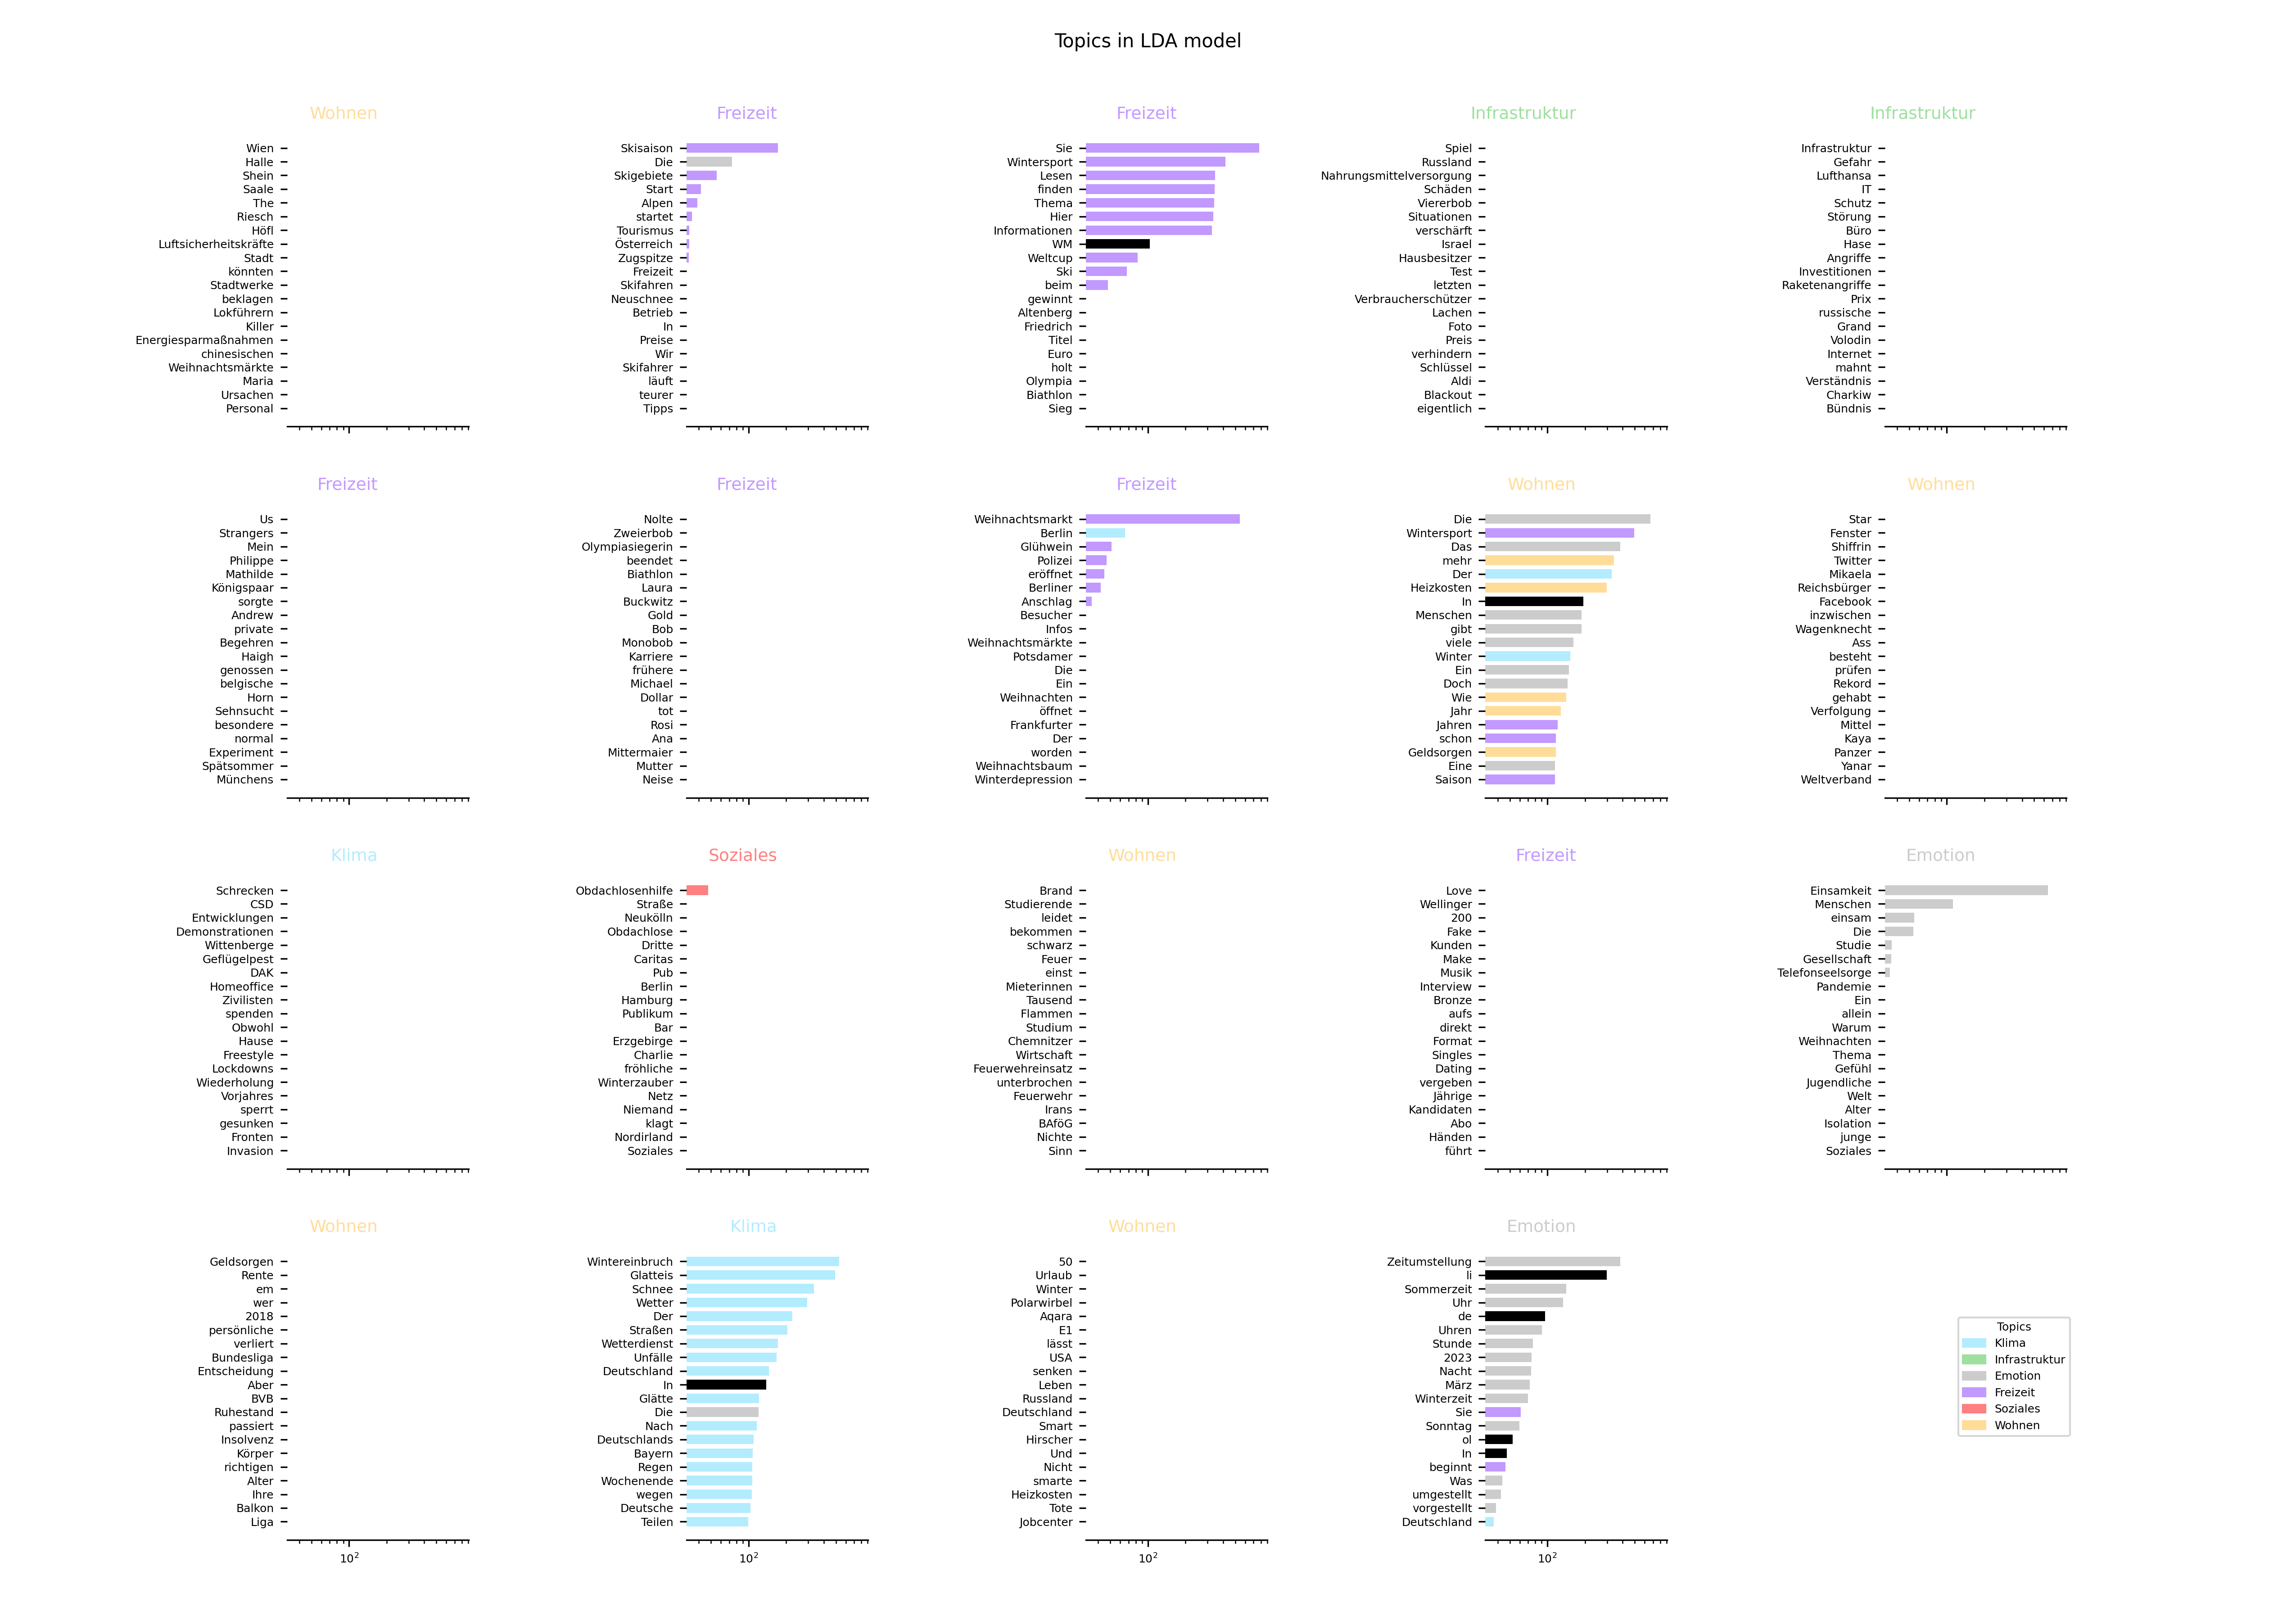 Topics in LDA model
Wohnen
Wien
Halle
Shein
Saale
The
Riesch
Höfl
Luftsicherheitskräfte
Stadt
könnten
Stadtwerke
beklagen
Lokführern
Killer
Energiesparmaßnahmen
chinesischen
Weihnachtsmärkte
Maria
Ursachen
Personal
Freizeit
Skisaison
Die
Skigebiete
Start
Alpen
startet
Tourismus
Österreich
Zugspitze
Freizeit
Skifahren
Neuschnee
Betrieb
In
Preise
Wir
Skifahrer
läuft
teurer
Tipps
Freizeit
Sie
Wintersport
Lesen
finden
Thema
Hier
Informationen
WM
Weltcup
Ski
beim
gewinnt
Altenberg
Friedrich
Titel
Euro
holt
Olympia
Biathlon
Sieg
Infrastruktur
Spiel
Russland
Nahrungsmittelversorgung
Schäden
Viererbob
Situationen
verschärft
Israel
Hausbesitzer
Test
letzten
Verbraucherschützer
Lachen
Foto
Preis
verhindern
Schlüssel
Aldi
Blackout
eigentlich
Infrastruktur
Infrastruktur
Gefahr
Lufthansa
IT
Schutz
Störung
Büro
Hase
Angriffe
Investitionen
Raketenangriffe
Prix
russische
Grand
Volodin
Internet
mahnt
Verständnis
Charkiw
Bündnis
Freizeit
Us
Strangers
Mein
Philippe
Mathilde
Königspaar
sorgte
Andrew
private
Begehren
Haigh
genossen
belgische
Horn
Sehnsucht
besondere
normal
Experiment
Spätsommer
Münchens
Freizeit
Nolte
Zweierbob
Olympiasiegerin
beendet
Biathlon
Laura
Buckwitz
Gold
Bob
Monobob
Karriere
frühere
Michael
Dollar
tot
Rosi
Ana
Mittermaier
Mutter
Neise
Freizeit
Weihnachtsmarkt
Berlin
Glühwein
Polizei
eröffnet
Berliner
Anschlag
Besucher
Infos
Weihnachtsmärkte
Potsdamer
Die
Ein
Weihnachten
öffnet
Frankfurter
Der
worden
Weihnachtsbaum
Winterdepression
Wohnen
Die
Wintersport
Das
mehr
Der
Heizkosten
In
Menschen
gibt
viele
Winter
Ein
Doch
Wie
Jahr
Jahren
schon
Geldsorgen
Eine
Saison
Wohnen
Star
Fenster
Shiffrin
Twitter
Mikaela
Reichsbürger
Facebook
inzwischen
Wagenknecht
Ass
besteht
prüfen
Rekord
gehabt
Verfolgung
Mittel
Kaya
Panzer
Yanar
Weltverband
Klima
Schrecken
CSD
Entwicklungen
Demonstrationen
Wittenberge
Geflügelpest
DAK
Homeoffice
Zivilisten
spenden
Obwohl
Hause
Freestyle
Lockdowns
Wiederholung
Vorjahres
sperrt
gesunken
Fronten
Invasion
Soziales
Obdachlosenhilfe
Straße
Neukölln
Obdachlose
Dritte
Caritas
Pub
Berlin
Hamburg
Publikum
Bar
Erzgebirge
Charlie
fröhliche
Winterzauber
Netz
Niemand
klagt
Nordirland
Soziales
Wohnen
Brand
Studierende
leidet
bekommen
schwarz
Feuer
einst
Mieterinnen
Tausend
Flammen
Studium
Chemnitzer
Wirtschaft
Feuerwehreinsatz
unterbrochen
Feuerwehr
Irans
BAföG
Nichte
Sinn
Freizeit
Love
Wellinger
200
Fake
Kunden
Make
Musik
Interview
Bronze
aufs
direkt
Format
Singles
Dating
vergeben
Jährige
Kandidaten
Abo
Händen
führt
Emotion
Einsamkeit
Menschen
einsam
Die
Studie
Gesellschaft
Telefonseelsorge
Pandemie
Ein
allein
Warum
Weihnachten
Thema
Gefühl
Jugendliche
Welt
Alter
Isolation
junge
Soziales
Wohnen
Geldsorgen
Rente
em
wer
2018
persönliche
verliert
Bundesliga
Entscheidung
Aber
BVB
Ruhestand
passiert
Insolvenz
Körper
richtigen
Alter
Ihre
Balkon
Liga
10²
Klima
Wintereinbruch
Glatteis
Schnee
Wetter
Der
Straßen
Wetterdienst
Unfälle
Deutschland
In
Glätte
Die
Nach
Deutschlands
Bayern
Regen
Wochenende
wegen
Deutsche
Teilen
10²
Wohnen
50
Urlaub
Winter
Polarwirbel
Aqara
E1
lässt
USA
senken
Leben
Russland
Deutschland
Smart
Hirscher
Und
Nicht
smarte
Heizkosten
Tote
Jobcenter
10²
Emotion
Zeitumstellung
li
Sommerzeit
Uhr
de
Uhren
Stunde
2023
Nacht
März
Winterzeit
Sie
Sonntag
ol
In
beginnt
Was
umgestellt
vorgestellt
Deutschland
10²
Topics
Klima
Infrastruktur
Emotion
Freizeit
Soziales
Wohnen